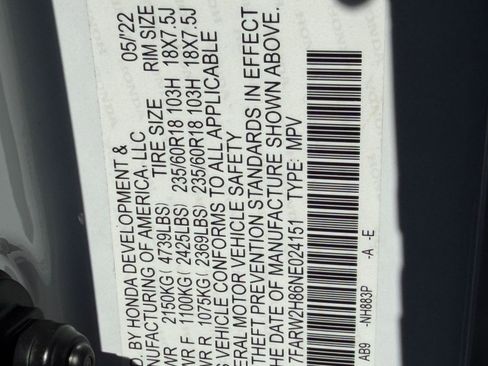 D. BY HONDA DEVELOPMENT & 05/'22
NUFACTURING OF AMERICA, LLC
TIRE SIZE RIM SIZE
WR 2150KG( 4739LBS)
WR F 1100KG( 2425LBS) 235/60R18 103H 18X7.5J
WR R 1075KG( 2369LBS) 235/60R18 103H 18X7.5J
S VEHICLE CONFORMS TO ALL APPLICABLE
ERAL MOTOR VEHICLE SAFETY
THEFT PREVENTION STANDARDS IN EFFECT
THE DATE OF MANUFACTURE SHOWN ABOVE.
7FARW2H86NE024151 TYPE: MPV
AB9 -NH883P -A -E